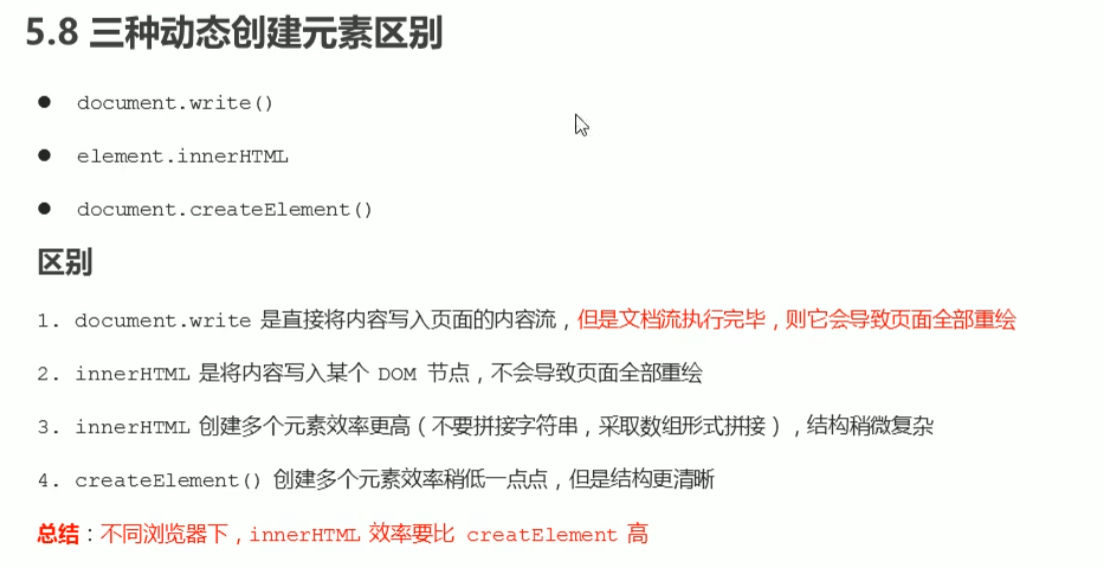 5.8 三种动态创建元素区别
● document.write()
● element.innerHTML
● document.createElement()
区别
1. document.write 是直接将内容写入页面的内容流，但是文档流执行完毕，则它会导致页面全部重绘
2. innerHTML 是将内容写入某个 DOM 节点，不会导致页面全部重绘
3. innerHTML 创建多个元素效率更高（不要拼接字符串，采取数组形式拼接），结构稍微复杂
4. createElement() 创建多个元素效率稍低一点点，但是结构更清晰
总结：不同浏览器下，innerHTML 效率要比 creatElement 高